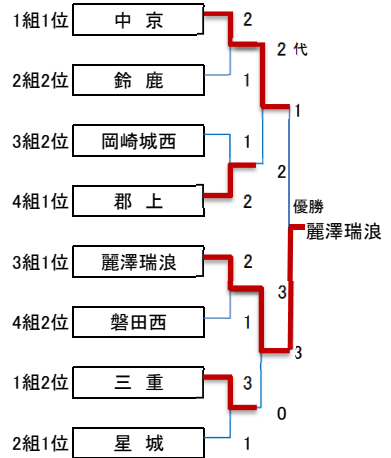 1組1位 中 京 2
2 代
2組2位 鈴 鹿 1
1
3組2位 岡崎城西 1
2
4組1位 郡 上 2
優勝
麗澤瑞浪
3組1位 麗澤瑞浪 2
3
4組2位 磐田西 1
3
1組2位 三 重 3
0
2組1位 星 城 1